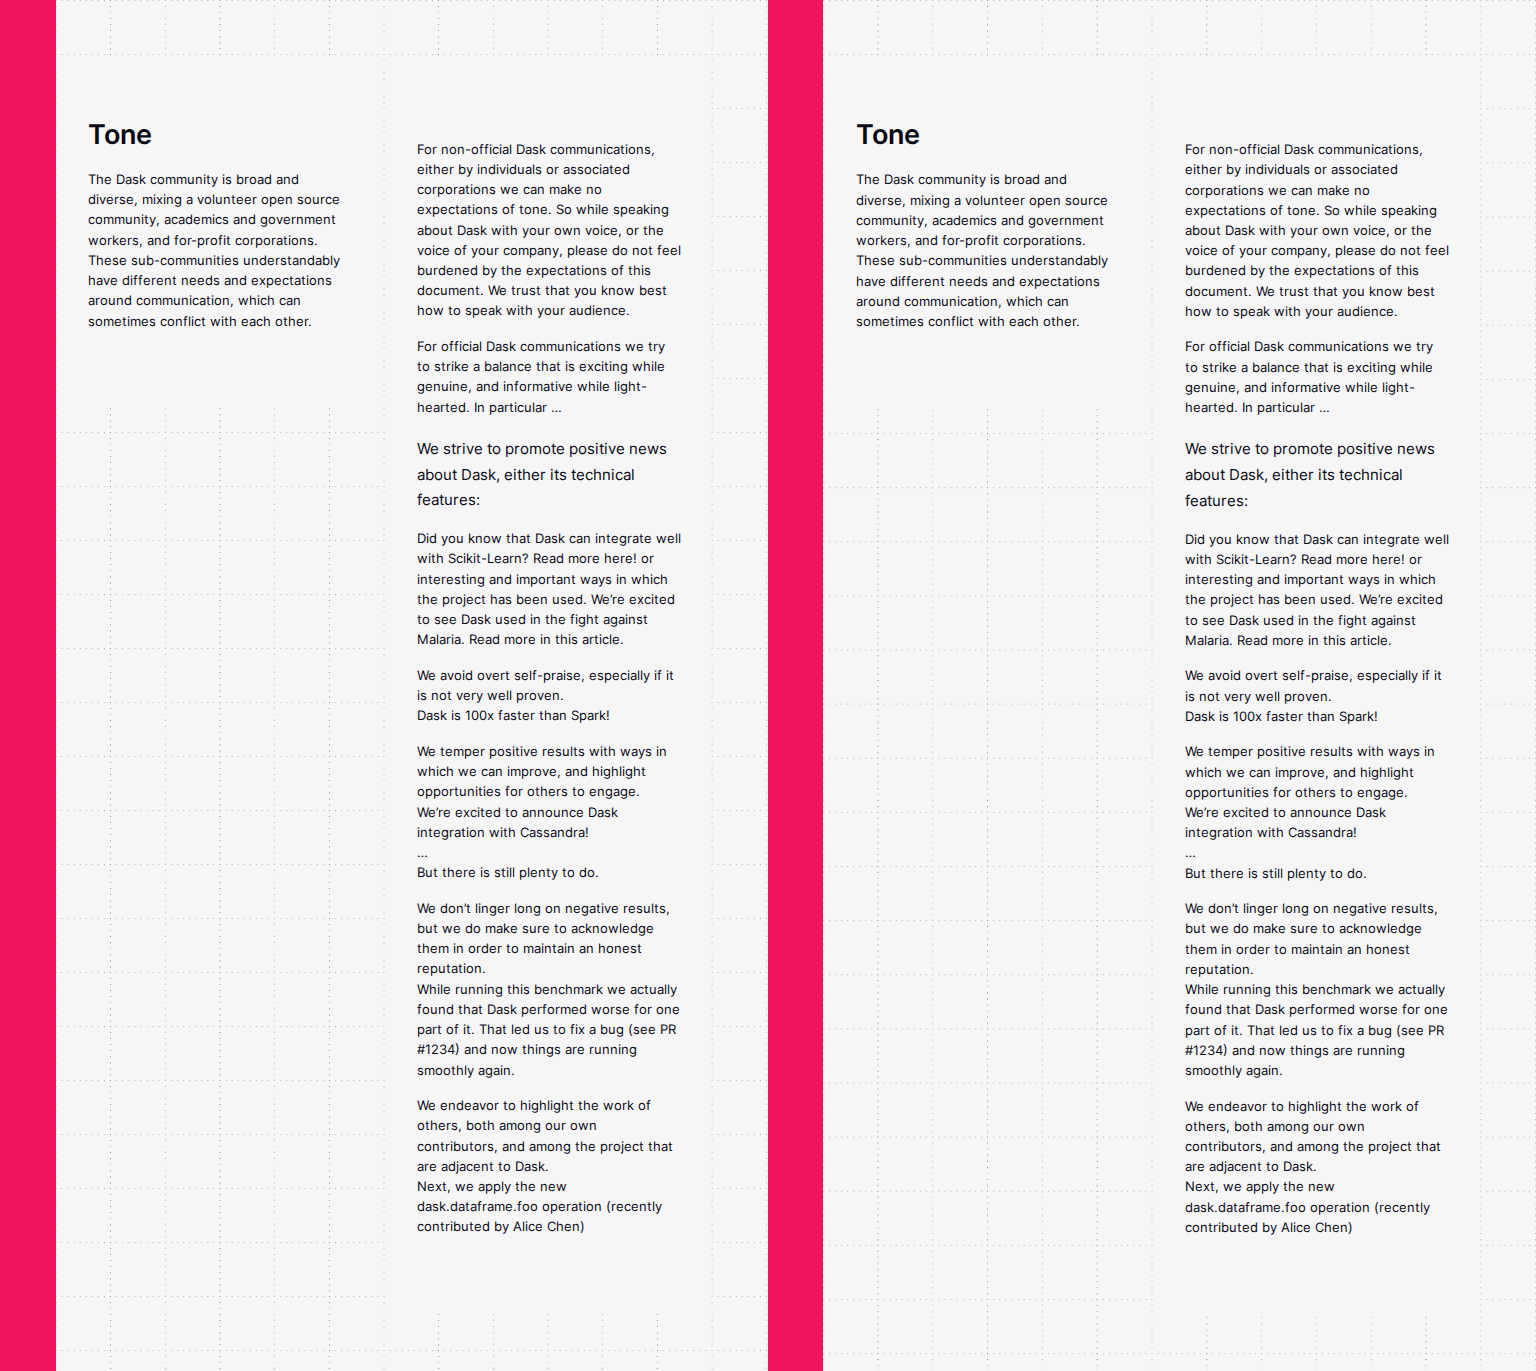 Tone
The Dask community is broad and
diverse, mixing a volunteer open source
community, academics and government
workers, and for-profit corporations.
These sub-communities understandably
have different needs and expectations
around communication, which can
sometimes conflict with each other.
For non-official Dask communications,
either by individuals or associated
corporations we can make no
expectations of tone. So while speaking
about Dask with your own voice, or the
voice of your company, please do not feel
burdened by the expectations of this
document. We trust that you know best
how to speak with your audience.
For official Dask communications we try
to strike a balance that is exciting while
genuine, and informative while light-
hearted. In particular ...
We strive to promote positive news
about Dask, either its technical
features:
Did you know that Dask can integrate well
with Scikit-Learn? Read more here! or
interesting and important ways in which
the project has been used. We’re excited
to see Dask used in the fight against
Malaria. Read more in this article.
We avoid overt self-praise, especially if it
is not very well proven.
Dask is 100x faster than Spark!
We temper positive results with ways in
which we can improve, and highlight
opportunities for others to engage.
We’re excited to announce Dask
integration with Cassandra!
...
But there is still plenty to do.
We don’t linger long on negative results,
but we do make sure to acknowledge
them in order to maintain an honest
reputation.
While running this benchmark we actually
found that Dask performed worse for one
part of it. That led us to fix a bug (see PR
#1234) and now things are running
smoothly again.
We endeavor to highlight the work of
others, both among our own
contributors, and among the project that
are adjacent to Dask.
Next, we apply the new
dask.dataframe.foo operation (recently
contributed by Alice Chen)
Tone
The Dask community is broad and
diverse, mixing a volunteer open source
community, academics and government
workers, and for-profit corporations.
These sub-communities understandably
have different needs and expectations
around communication, which can
sometimes conflict with each other.
For non-official Dask communications,
either by individuals or associated
corporations we can make no
expectations of tone. So while speaking
about Dask with your own voice, or the
voice of your company, please do not feel
burdened by the expectations of this
document. We trust that you know best
how to speak with your audience.
For official Dask communications we try
to strike a balance that is exciting while
genuine, and informative while light-
hearted. In particular ...
We strive to promote positive news
about Dask, either its technical
features:
Did you know that Dask can integrate well
with Scikit-Learn? Read more here! or
interesting and important ways in which
the project has been used. We’re excited
to see Dask used in the fight against
Malaria. Read more in this article.
We avoid overt self-praise, especially if it
is not very well proven.
Dask is 100x faster than Spark!
We temper positive results with ways in
which we can improve, and highlight
opportunities for others to engage.
We’re excited to announce Dask
integration with Cassandra!
...
But there is still plenty to do.
We don’t linger long on negative results,
but we do make sure to acknowledge
them in order to maintain an honest
reputation.
While running this benchmark we actually
found that Dask performed worse for one
part of it. That led us to fix a bug (see PR
#1234) and now things are running
smoothly again.
We endeavor to highlight the work of
others, both among our own
contributors, and among the project that
are adjacent to Dask.
Next, we apply the new
dask.dataframe.foo operation (recently
contributed by Alice Chen)